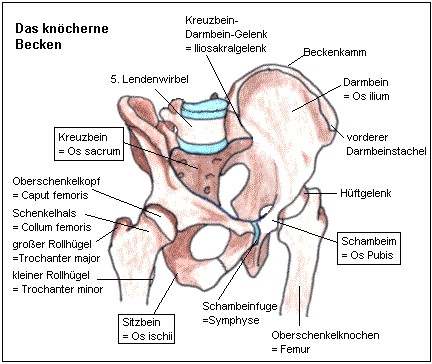 Das knöcherne
Becken
Kreuzbein-
Darmbein-Gelenk
= Iliosakralgelenk
Beckenkamm
5. Lendenwirbel
Darmbein
= Os ilium
Kreuzbein
= Os sacrum
vorderer
Darmbeinstachel
Oberschenkelkopf
= Caput femoris
Hüftgelenk
Schenkelhals
= Collum femoris
großer Rollhügel
=Trochanter major
Schambeim
= Os Pubis
kleiner Rollhügel
= Trochanter minor
Schambeinfuge
=Symphyse
Sitzbein
= Os ischii
Oberschenkelknochen
= Femur